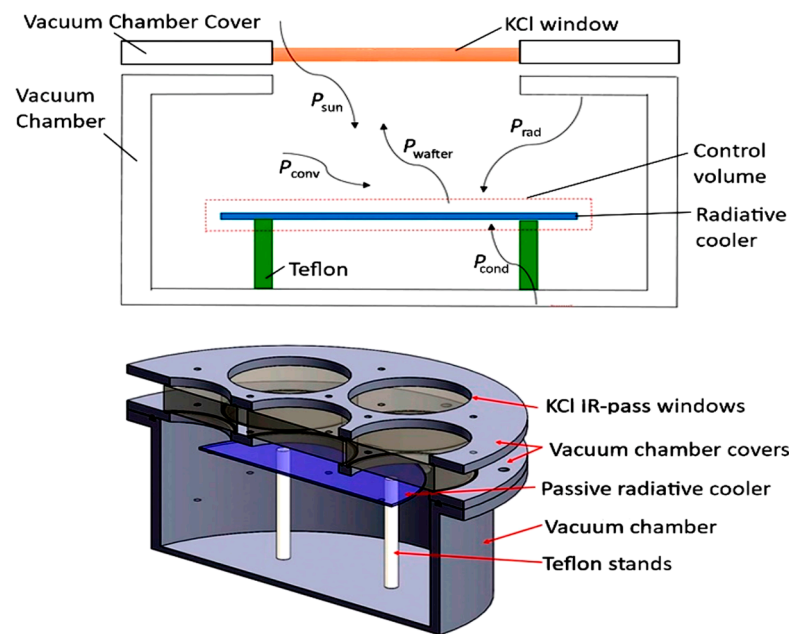 Vacuum Chamber Cover
KCl window
Vacuum
Chamber
Psun
Prad
Pwafter
Pconv
Control
volume
Radiative
cooler
Teflon
Pcond
KCl IR-pass windows
Vacuum chamber covers
Passive radiative cooler
Vacuum chamber
Teflon stands